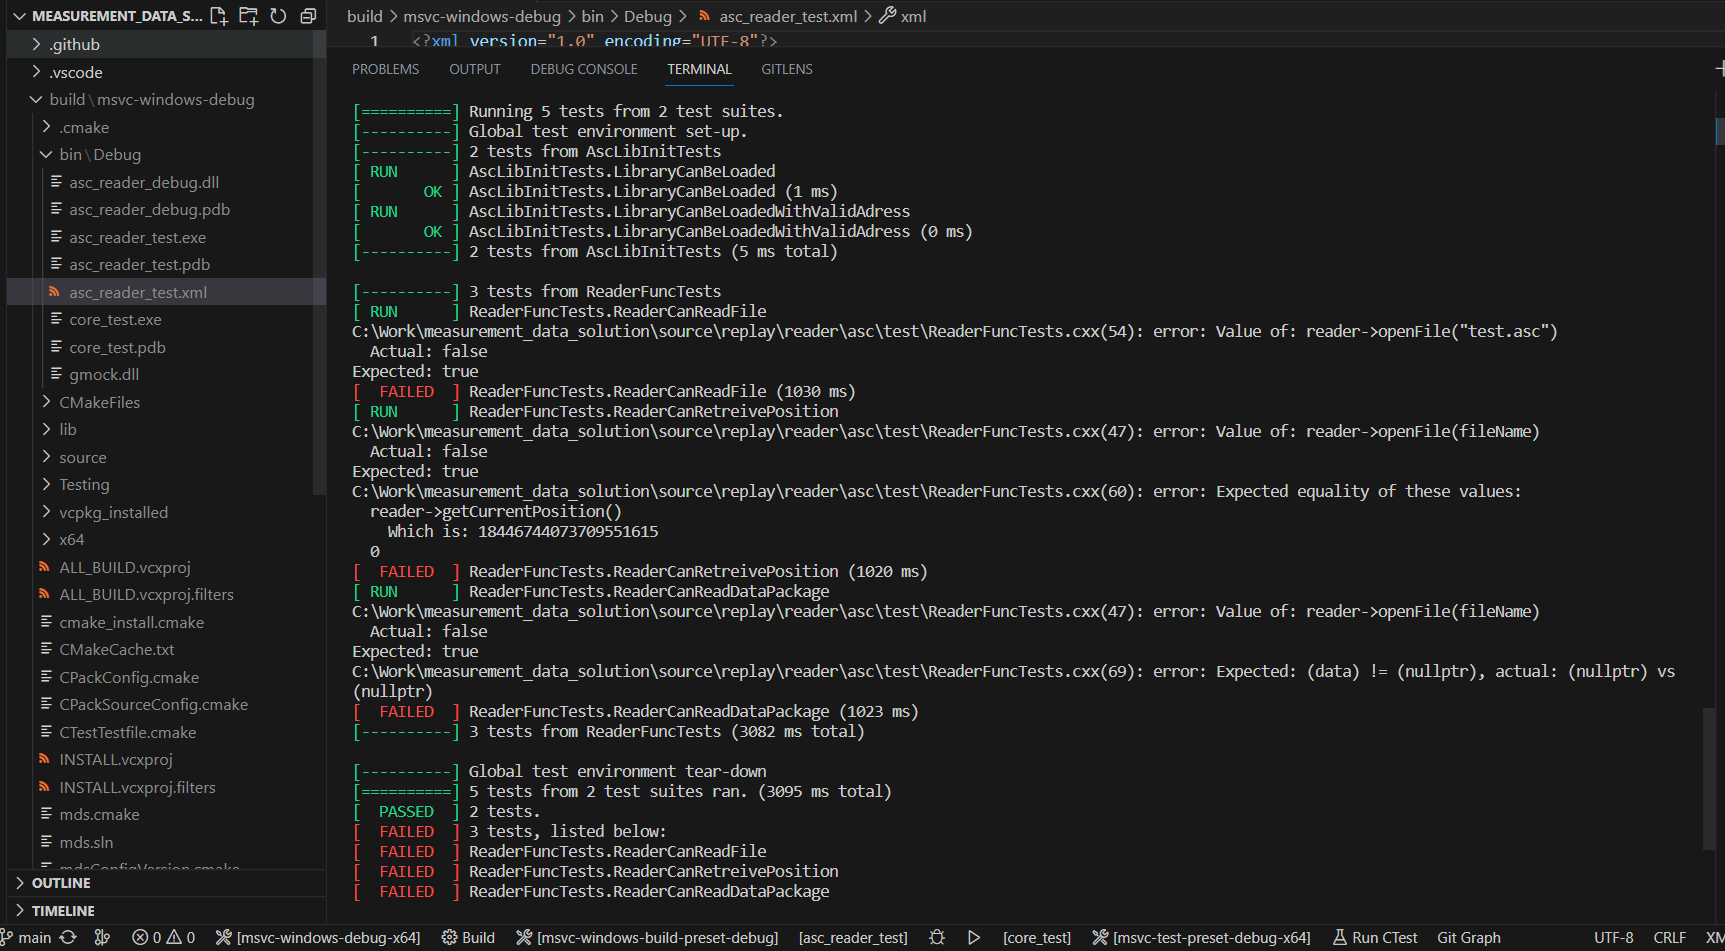 MEASUREMENT_DATA_S...
.github
.vscode
build\msvc-windows-debug
.cmake
bin\Debug
asc_reader_debug.dll
asc_reader_debug.pdb
asc_reader_test.exe
asc_reader_test.pdb
asc_reader_test.xml
core_test.exe
core_test.pdb
gmock.dll
CMakeFiles
lib
source
Testing
vcpkg_installed
x64
ALL_BUILD.vcxproj
ALL_BUILD.vcxproj.filters
cmake_install.cmake
CMakeCache.txt
CPackConfig.cmake
CPackSourceConfig.cmake
CTestTestfile.cmake
INSTALL.vcxproj
INSTALL.vcxproj.filters
mds.cmake
mds.sln
mdsConfigVersion.cmake
OUTLINE
TIMELINE
build > msvc-windows-debug > bin > Debug > asc_reader_test.xml > xml
1 <?xml version="1.0" encoding="UTF-8"?>
PROBLEMS OUTPUT DEBUG CONSOLE TERMINAL GITLENS
[==========] Running 5 tests from 2 test suites.
[----------] Global test environment set-up.
[----------] 2 tests from AscLibInitTests
[ RUN      ] AscLibInitTests.LibraryCanBeLoaded
[       OK ] AscLibInitTests.LibraryCanBeLoaded (1 ms)
[ RUN      ] AscLibInitTests.LibraryCanBeLoadedWithValidAdress
[       OK ] AscLibInitTests.LibraryCanBeLoadedWithValidAdress (0 ms)
[----------] 2 tests from AscLibInitTests (5 ms total)
[----------] 3 tests from ReaderFuncTests
[ RUN      ] ReaderFuncTests.ReaderCanReadFile
C:\Work\measurement_data_solution\source\replay\reader\asc\test\ReaderFuncTests.cxx(54): error: Value of: reader->openFile("test.asc")
  Actual: false
Expected: true
[  FAILED  ] ReaderFuncTests.ReaderCanReadFile (1030 ms)
[ RUN      ] ReaderFuncTests.ReaderCanRetreivePosition
C:\Work\measurement_data_solution\source\replay\reader\asc\test\ReaderFuncTests.cxx(47): error: Value of: reader->openFile(fileName)
  Actual: false
Expected: true
C:\Work\measurement_data_solution\source\replay\reader\asc\test\ReaderFuncTests.cxx(60): error: Expected equality of these values:
  reader->getCurrentPosition()
    Which is: 18446744073709551615
  0
[  FAILED  ] ReaderFuncTests.ReaderCanRetreivePosition (1020 ms)
[ RUN      ] ReaderFuncTests.ReaderCanReadDataPackage
C:\Work\measurement_data_solution\source\replay\reader\asc\test\ReaderFuncTests.cxx(47): error: Value of: reader->openFile(fileName)
  Actual: false
Expected: true
C:\Work\measurement_data_solution\source\replay\reader\asc\test\ReaderFuncTests.cxx(69): error: Expected: (data) != (nullptr), actual: (nullptr) vs
(nullptr)
[  FAILED  ] ReaderFuncTests.ReaderCanReadDataPackage (1023 ms)
[----------] 3 tests from ReaderFuncTests (3082 ms total)
[----------] Global test environment tear-down
[==========] 5 tests from 2 test suites ran. (3095 ms total)
[  PASSED  ] 2 tests.
[  FAILED  ] 3 tests, listed below:
[  FAILED  ] ReaderFuncTests.ReaderCanReadFile
[  FAILED  ] ReaderFuncTests.ReaderCanRetreivePosition
[  FAILED  ] ReaderFuncTests.ReaderCanReadDataPackage
main 0 0 [msvc-windows-debug-x64] Build [msvc-windows-build-preset-debug] [asc_reader_test] [core_test] [msvc-test-preset-debug-x64] Run CTest Git Graph UTF-8 CRLF XM